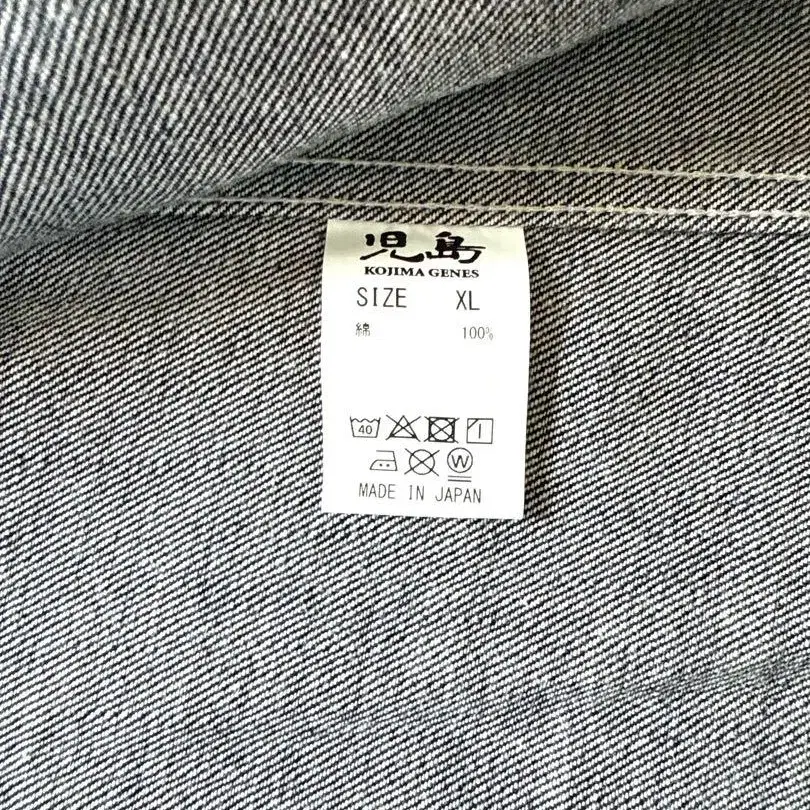 児島
KOJIMA GENES
SIZE XL
綿 100%
40
W
MADE IN JAPAN